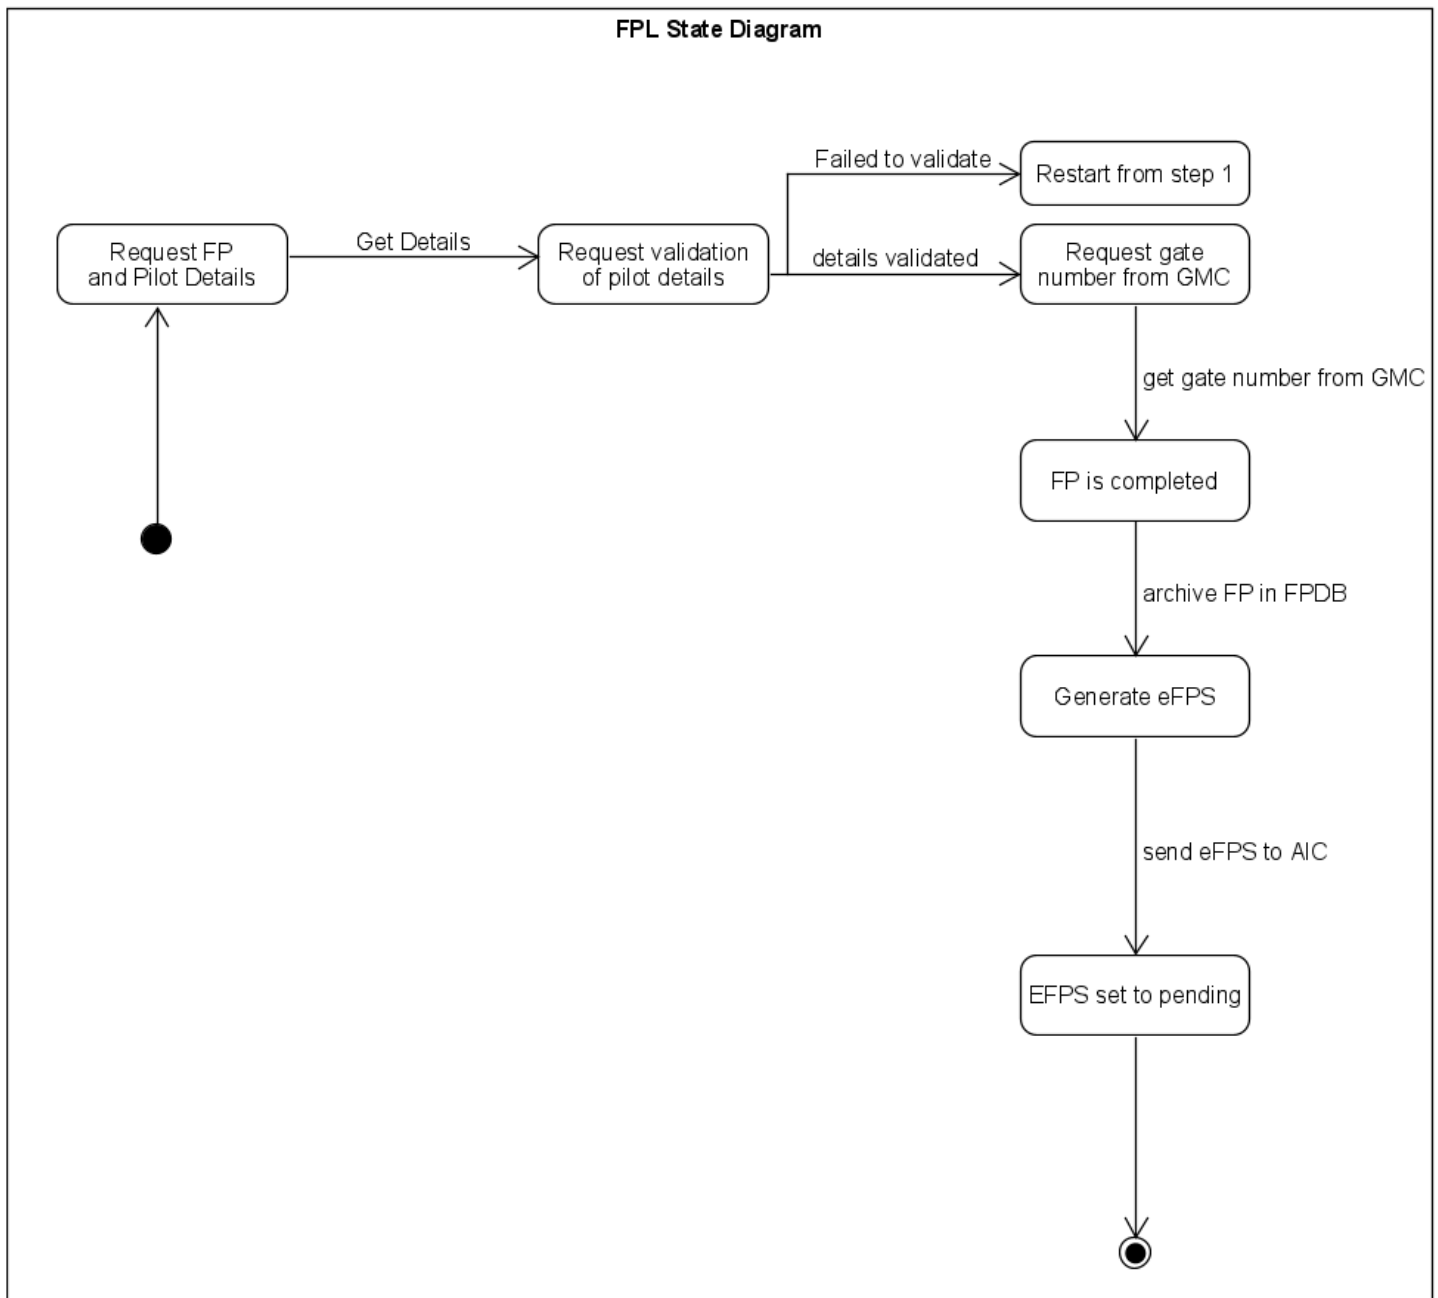 FPL State Diagram
Failed to validate
Restart from step 1
Request FP
and Pilot Details
Get Details
Request validation
of pilot details
details validated
Request gate
number from GMC
get gate number from GMC
FP is completed
archive FP in FPDB
Generate eFPS
send eFPS to AIC
EFPS set to pending